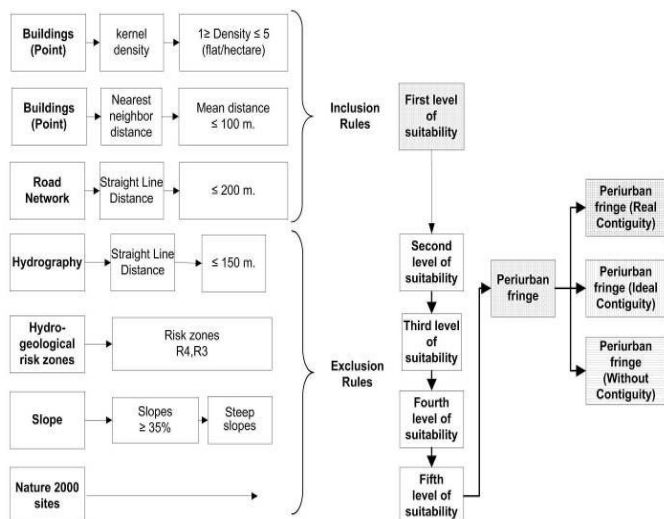 Buildings
(Point)
kernel
density
1≥ Density ≤ 5
(flat/hectare)
Buildings
(Point)
Nearest
neighbor
distance
Mean distance
≤ 100 m.
Road
Network
Straight Line
Distance
≤ 200 m.
Inclusion
Rules
Hydrography
Straight Line
Distance
≤ 150 m.
Hydro-
geological
risk zones
Risk zones
R4,R3
Slope
Slopes
≥ 35%
Steep
slopes
Nature 2000
sites
Exclusion
Rules
First level
of
suitability
Second
level of
suitability
Third level
of
suitability
Fourth
level of
suitability
Fifth
level of
suitability
Periurban
fringe
Periurban
fringe (Real
Contiguity)
Periurban
fringe (Ideal
Contiguity)
Periurban
fringe
(Without
Contiguity)